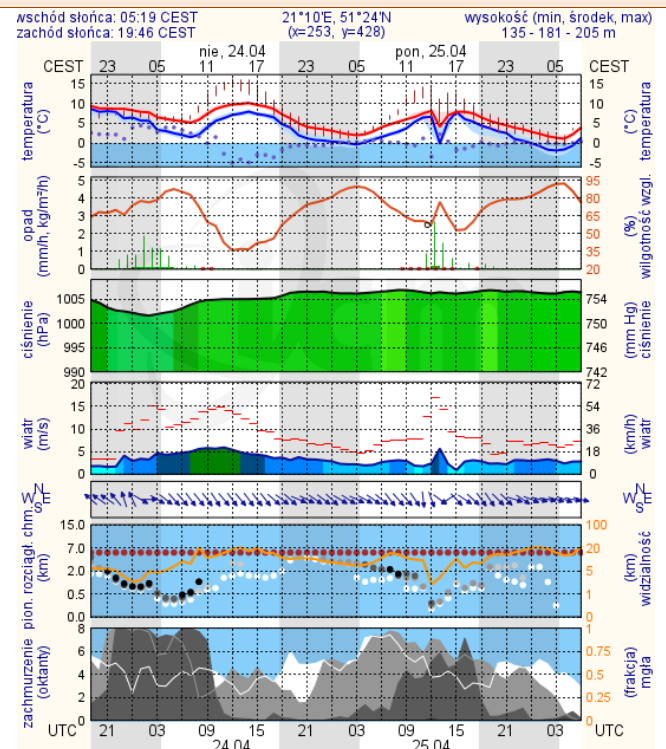 wschód słońca: 05:19 CEST 21°10'E, 51°24'N wysokość (min, środek, max)
zachód słońca: 19:46 CEST (x=253, y=428) 135 - 181 - 205 m
nie, 24.04 pon, 25.04
CEST 23 05 11 17 23 05 11 17 23 05 CEST
temperatura (°C)
15 10 5 0 -5
15 10 5 0 -5
temperatura (°C)
opad (mm/h, kg/m²/h)
5 4 3 2 1 0
95 80 65 50 35 20
(%) wilgotność wzgl.
ciśnienie (hPa)
1005 1000 995 990
754 750 746 742
(mm Hg) ciśnienie
wiatr (m/s)
20 15 10 5 0
72 54 36 18 0
(km/h) wiatr
N W E S
N W E S
pion. rozciągł. chm. (km)
15.0 7.0 2.0 0.5 0.0
100 20 5 1 0
(km) widzialność
zachmurzenie (oktanty)
8 6 4 2 0
1 0.75 0.5 0.25 0
(frakcja) mgła
UTC 21 03 09 15 21 03 09 15 21 03 UTC
24.04 25.04